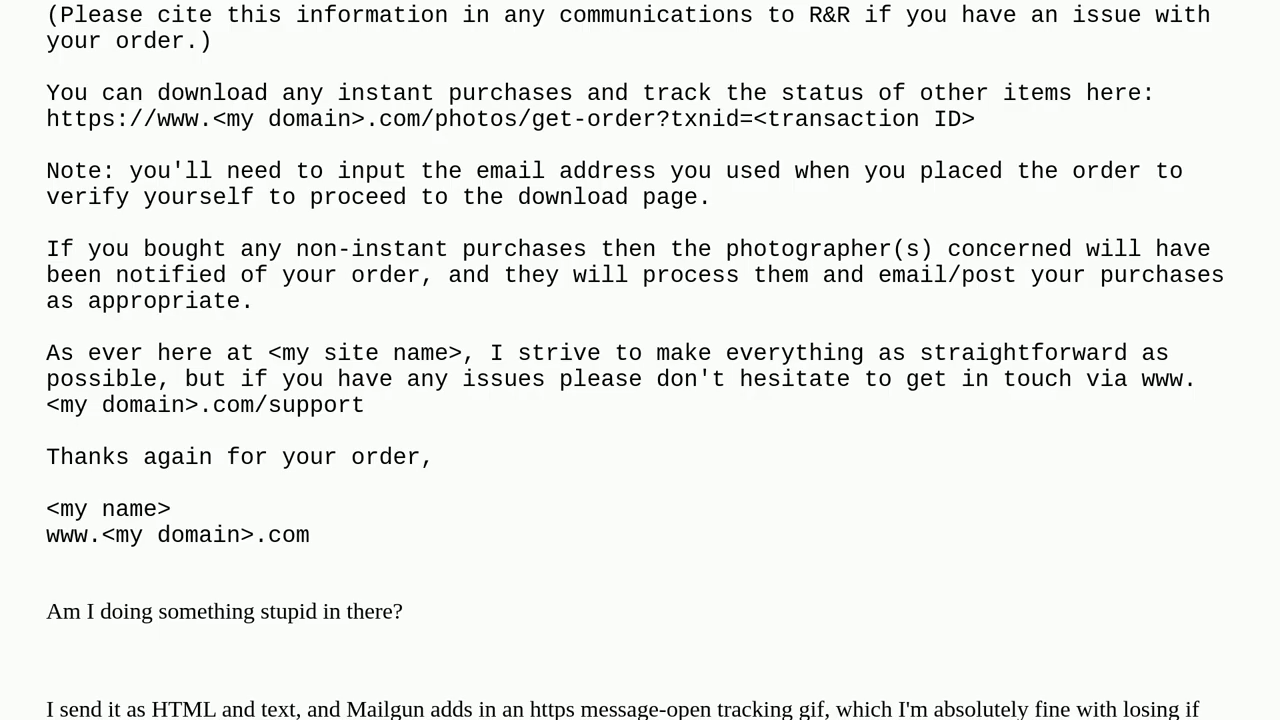 (Please cite this information in any communications to R&R if you have an issue with
your order.)
You can download any instant purchases and track the status of other items here:
https://www.<my domain>.com/photos/get-order?txnid=<transaction ID>
Note: you'll need to input the email address you used when you placed the order to
verify yourself to proceed to the download page.
If you bought any non-instant purchases then the photographer(s) concerned will have
been notified of your order, and they will process them and email/post your purchases
as appropriate.
As ever here at <my site name>, I strive to make everything as straightforward as
possible, but if you have any issues please don't hesitate to get in touch via www.
<my domain>.com/support
Thanks again for your order,
<my name>
www.<my domain>.com
Am I doing something stupid in there?
I send it as HTML and text, and Mailgun adds in an https message-open tracking gif, which I'm absolutely fine with losing if